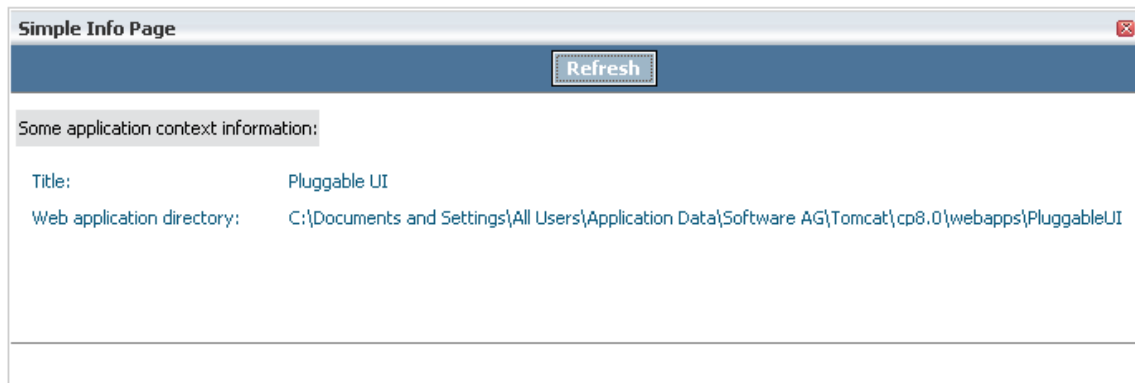 Simple Info Page
Refresh
Some application context information:
Title: Pluggable UI
Web application directory: C:\Documents and Settings\All Users\Application Data\Software AG\Tomcat\cp8.0\webapps\PluggableUI